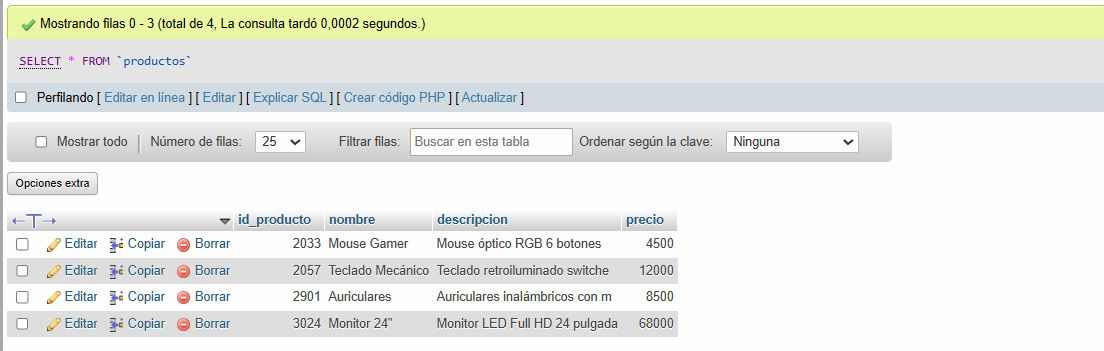 Mostrando filas 0 - 3 (total de 4, La consulta tardó 0,0002 segundos.)
SELECT * FROM `productos`
Perfilando [ Editar en línea ] [ Editar ] [ Explicar SQL ] [ Crear código PHP ] [ Actualizar ]
Mostrar todo Número de filas: 25 Filtrar filas: Buscar en esta tabla Ordenar según la clave: Ninguna
Opciones extra
←T→ id_producto nombre descripcion precio
Editar Copiar Borrar 2033 Mouse Gamer Mouse óptico RGB 6 botones 4500
Editar Copiar Borrar 2057 Teclado Mecánico Teclado retroiluminado switche 12000
Editar Copiar Borrar 2901 Auriculares Auriculares inalámbricos con m 8500
Editar Copiar Borrar 3024 Monitor 24" Monitor LED Full HD 24 pulgada 68000